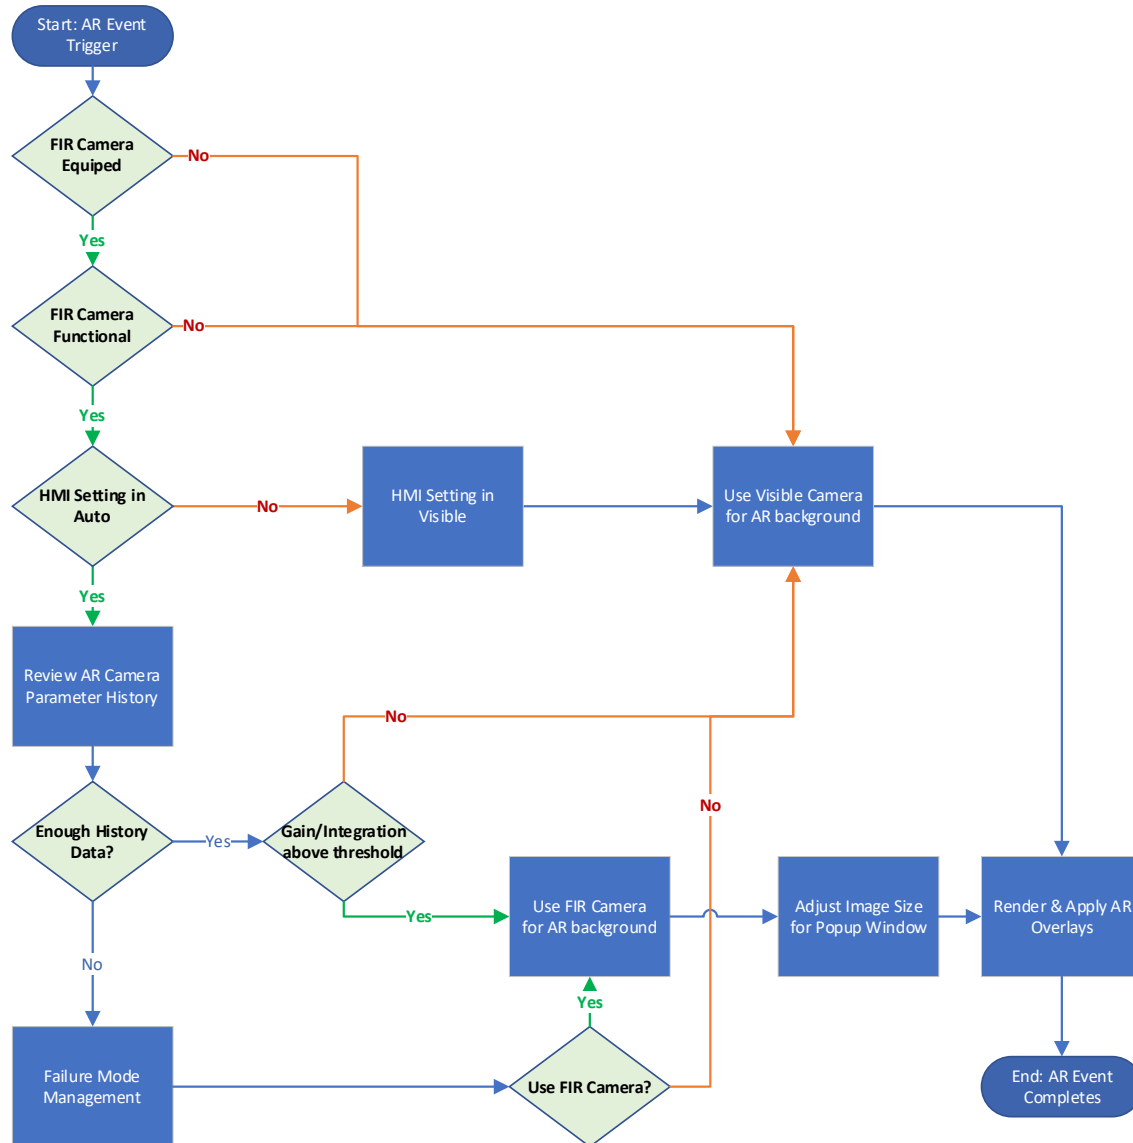 Start: AR Event
Trigger
FIR Camera
Equiped
No
Yes
FIR Camera
Functional
No
Yes
HMI Setting in
Auto
No
HMI Setting in
Visible
Use Visible Camera
for AR background
Yes
Review AR Camera
Parameter History
No
No
Enough History
Data?
Yes
Gain/Integration
above threshold
Yes
Use FIR Camera
for AR background
Adjust Image Size
for Popup Window
Render & Apply AR
Overlays
No
Yes
Failure Mode
Management
Use FIR Camera?
End: AR Event
Completes